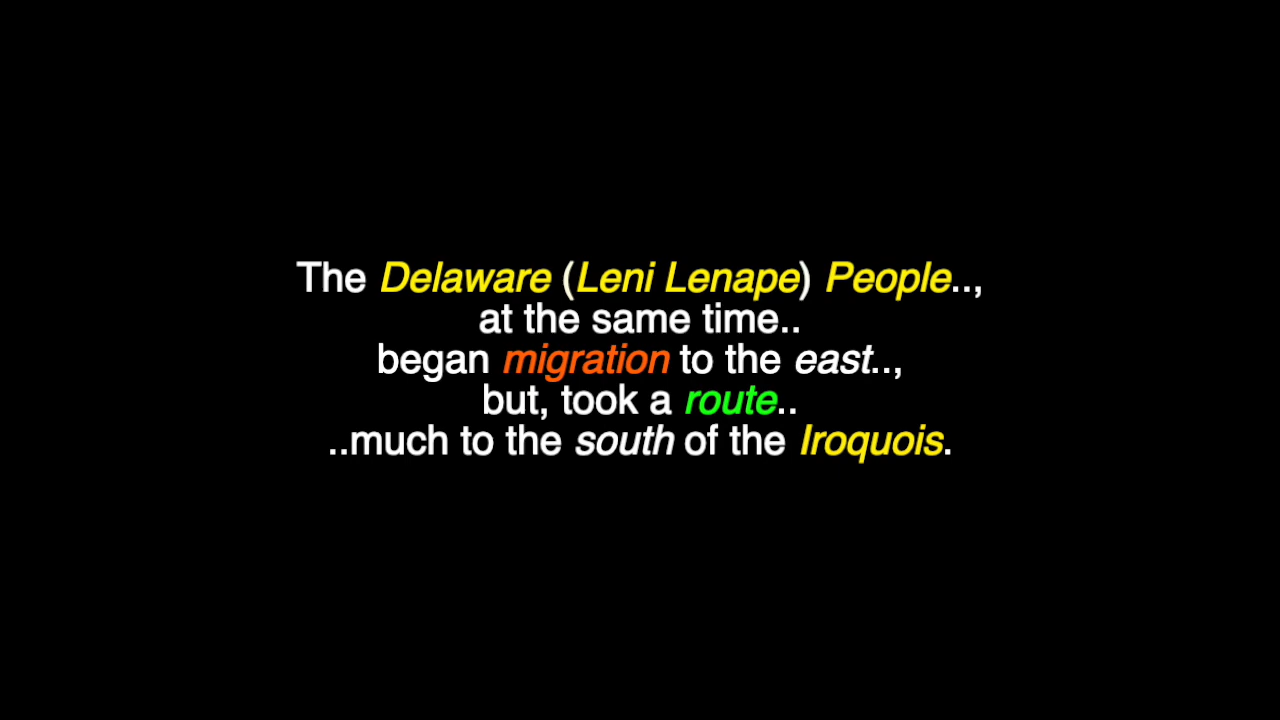 The Delaware (Leni Lenape) People..,
at the same time..
began migration to the east..,
but, took a route..
..much to the south of the Iroquois.